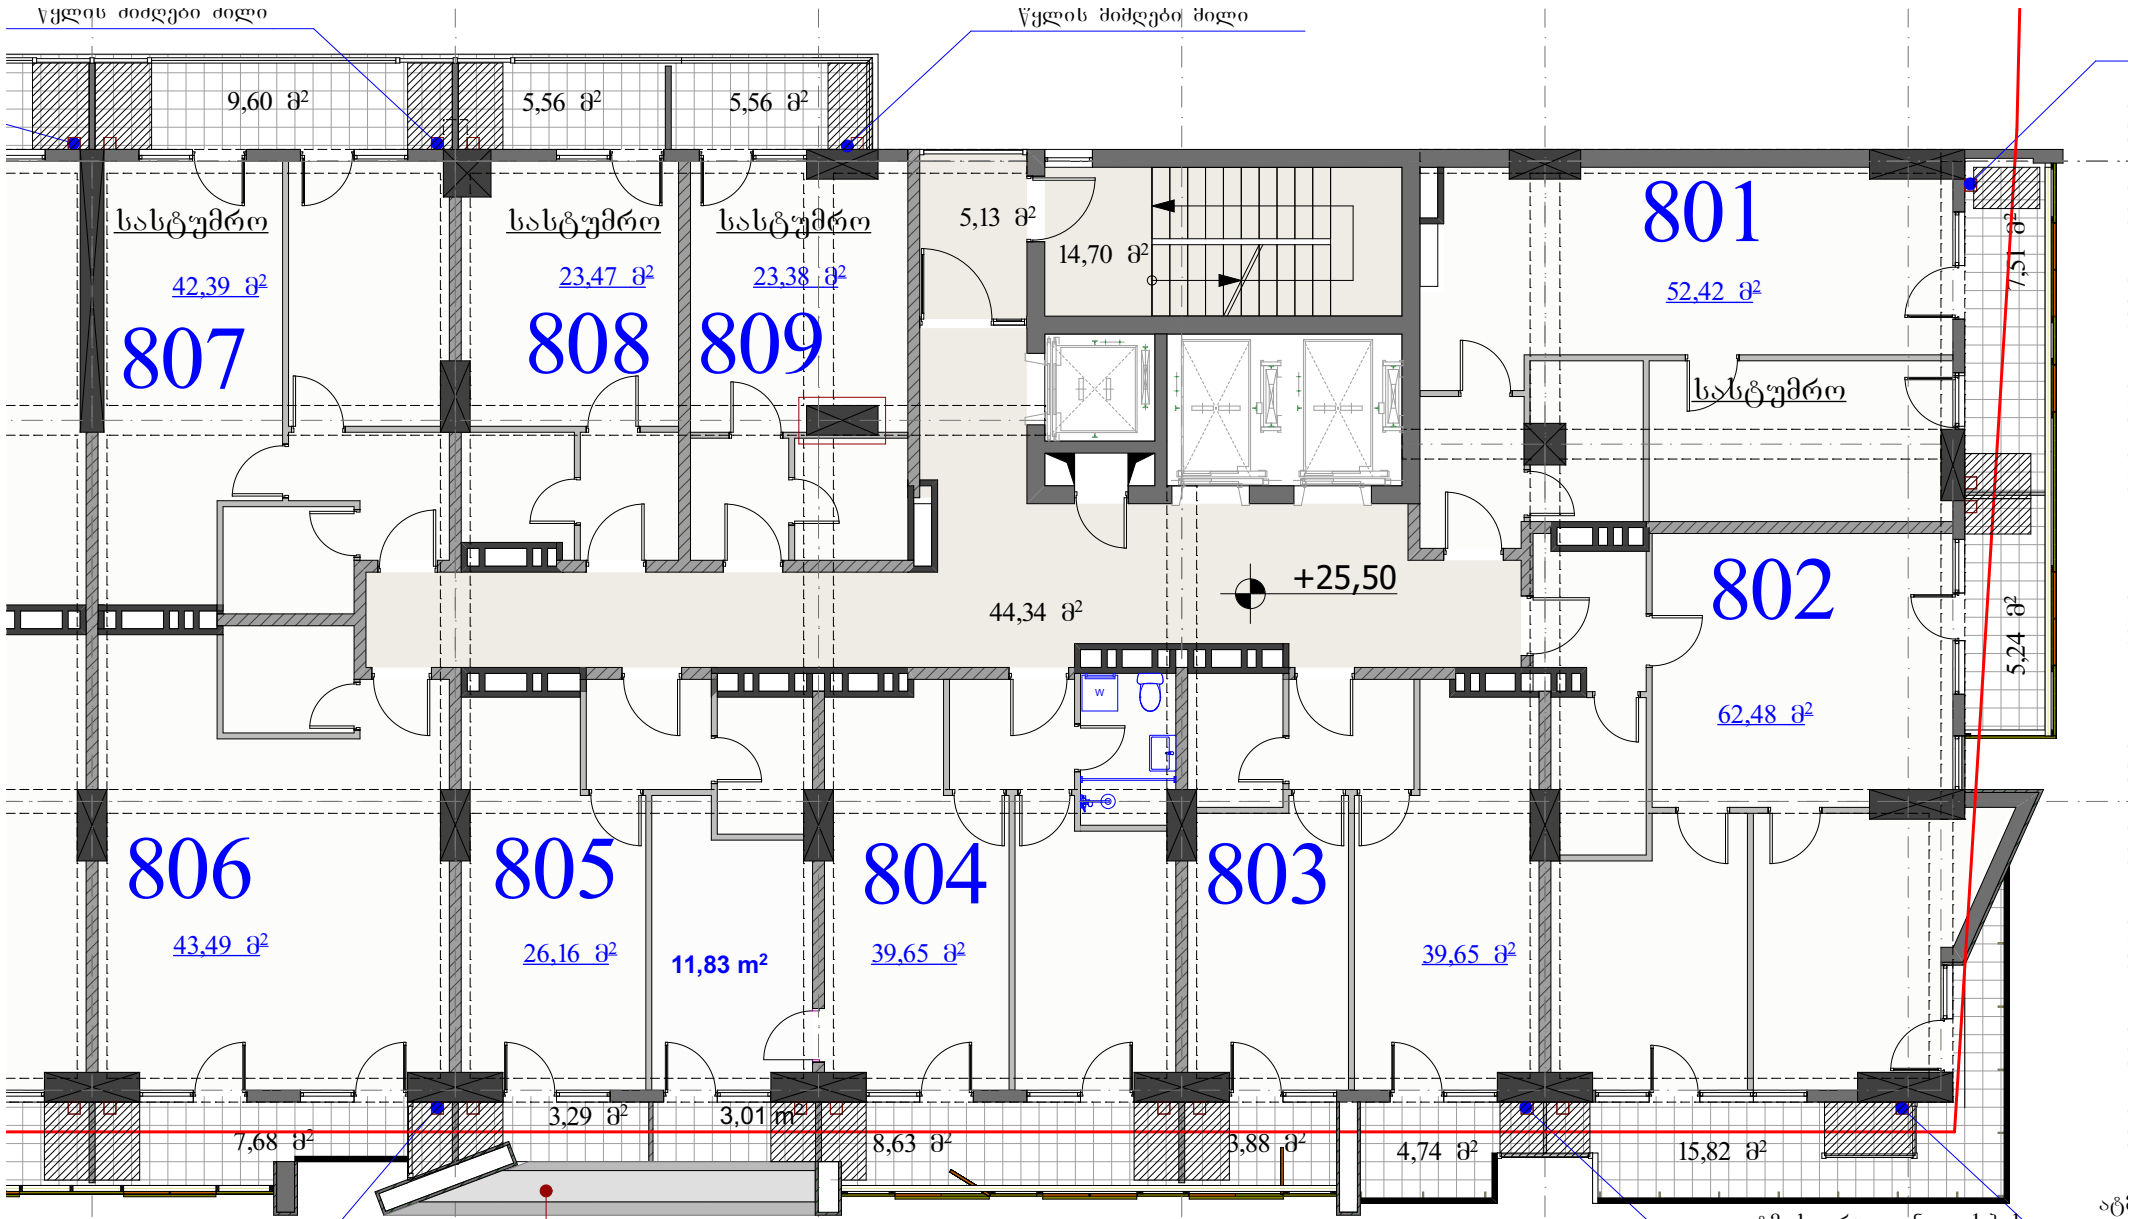 წყლის მიმღები მილი
წყლის მიმღები მილი
9,60 მ²
5,56 მ²
5,56 მ²
სასტუმრო
42,39 მ²
807
სასტუმრო
23,47 მ²
808
სასტუმრო
23,38 მ²
809
5,13 მ²
14,70 მ²
801
52,42 მ²
7,51 მ²
სასტუმრო
+25,50
44,34 მ²
802
62,48 მ²
5,24 მ²
W
806
43,49 მ²
805
26,16 მ²
11,83 m²
804
39,65 მ²
803
39,65 მ²
7,68 მ²
3,29 მ²
3,01 m²
8,63 მ²
3,88 მ²
4,74 მ²
15,82 მ²